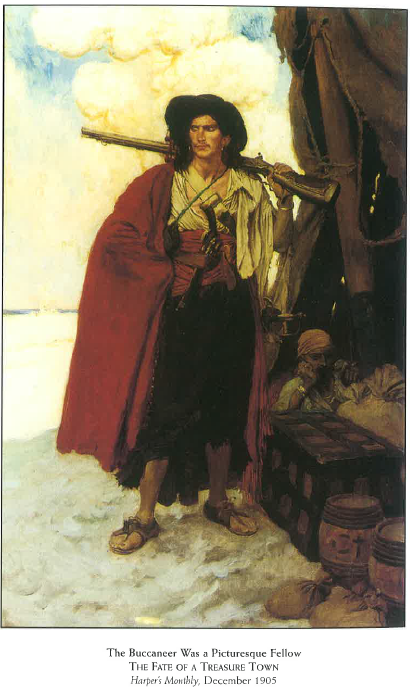 The Buccaneer Was a Picturesque Fellow
THE FATE OF A TREASURE TOWN
Harper's Monthly, December 1905